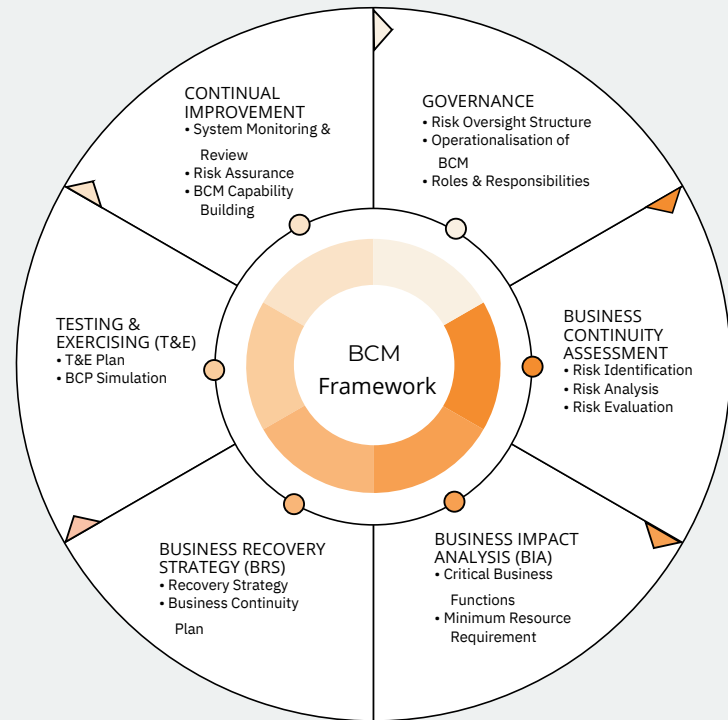 CONTINUAL
IMPROVEMENT
• System Monitoring &
Review
• Risk Assurance
• BCM Capability
Building
GOVERNANCE
• Risk Oversight Structure
• Operationalisation of
BCM
• Roles & Responsibilities
TESTING &
EXERCISING (T&E)
• T&E Plan
• BCP Simulation
BCM
Framework
BUSINESS
CONTINUITY
ASSESSMENT
• Risk Identification
• Risk Analysis
• Risk Evaluation
BUSINESS RECOVERY
STRATEGY (BRS)
• Recovery Strategy
• Business Continuity
Plan
BUSINESS IMPACT
ANALYSIS (BIA)
• Critical Business
Functions
• Minimum Resource
Requirement